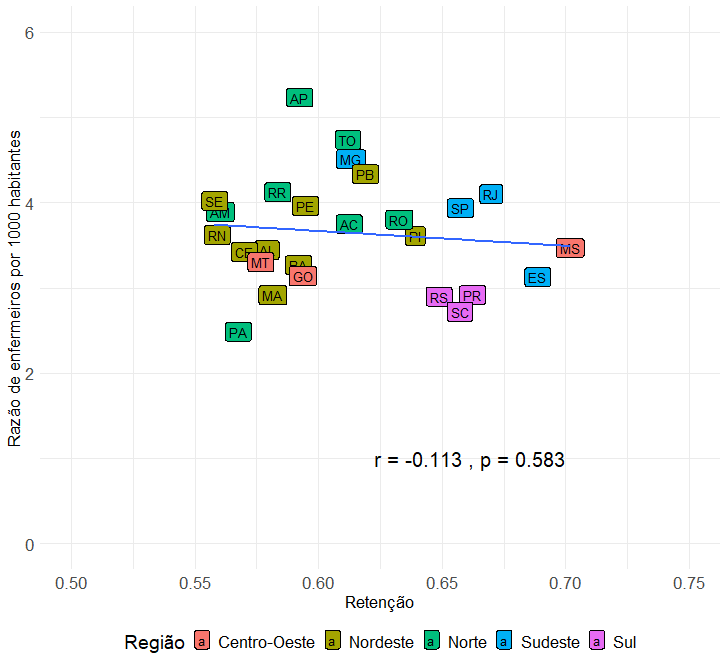 Razão de enfermeiros por 1000 habitantes
6
4
2
0
AP
TO
MG
PB
RR
RJ
SE
AM
PE
SP
AC
RO
RN
PI
CE
AL
MT
BA
GO
MS
ES
MA
RS
PR
SC
PA
r = -0.113 , p = 0.583
0.50 0.55 0.60 0.65 0.70 0.75
Retenção
Região a Centro-Oeste a Nordeste a Norte a Sudeste a Sul